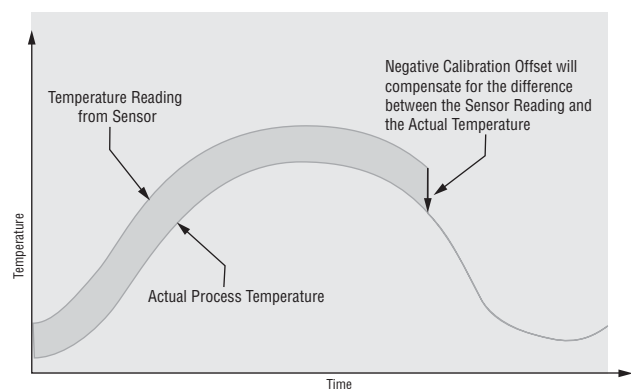 Negative Calibration Offset will
compensate for the difference
between the Sensor Reading and
the Actual Temperature
Temperature Reading
from Sensor
Actual Process Temperature
Temperature
Time